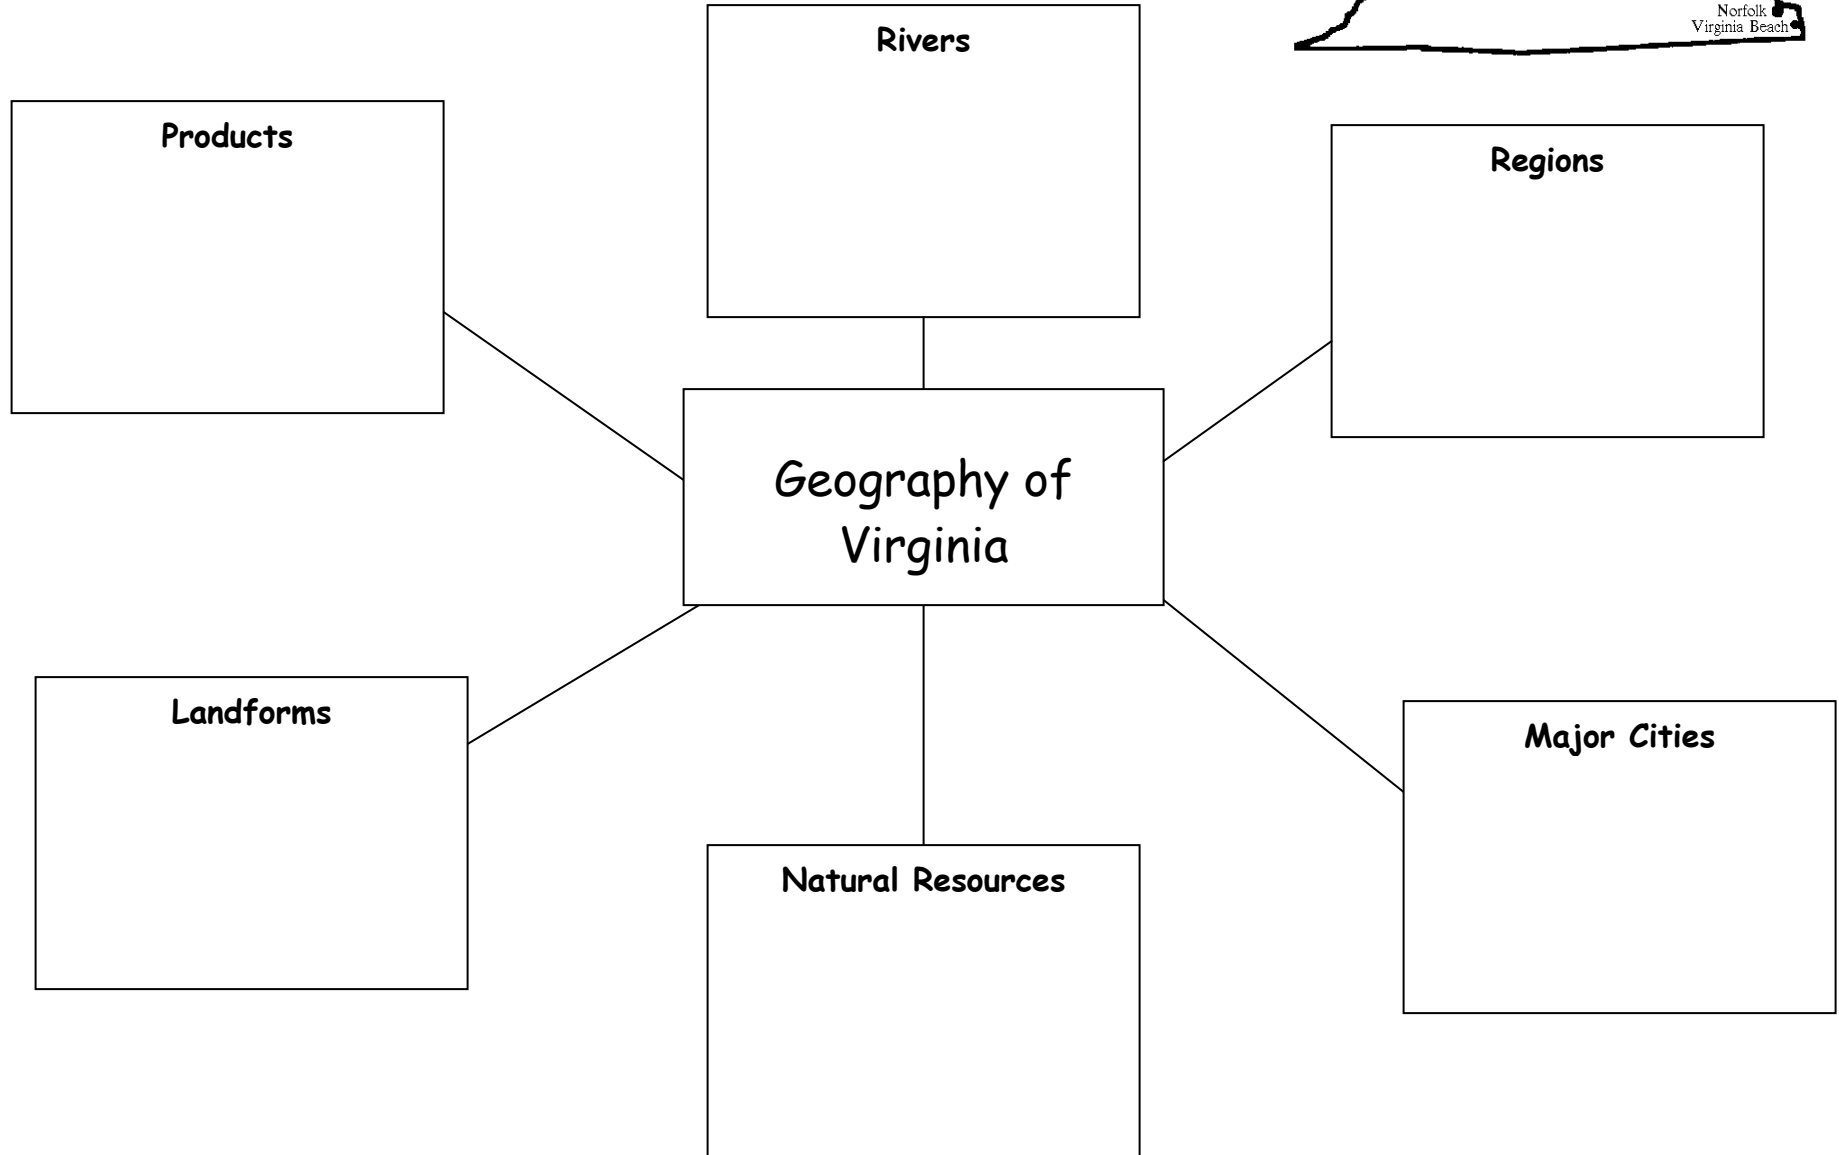 Rivers
Norfolk
Virginia Beach
Products
Regions
Geography of
Virginia
Landforms
Major Cities
Natural Resources